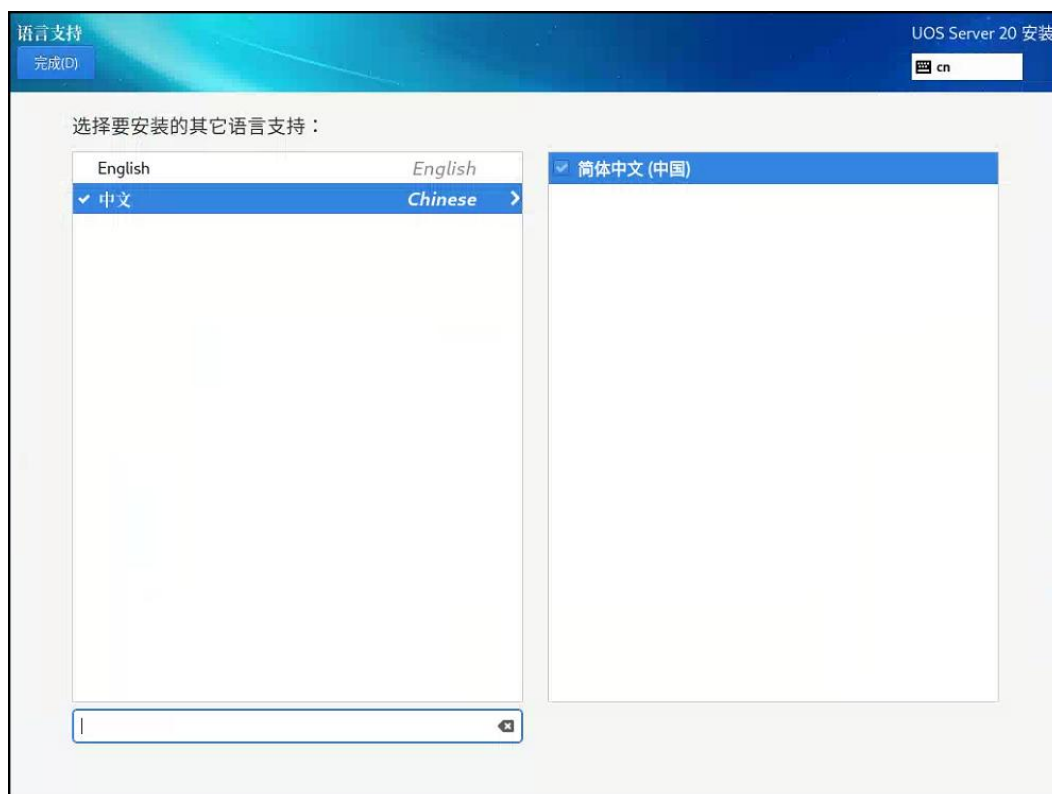 语言支持
UOS Server 20 安装
完成(D)
cn
选择要安装的其它语言支持：
English English
中文 Chinese
简体中文 (中国)